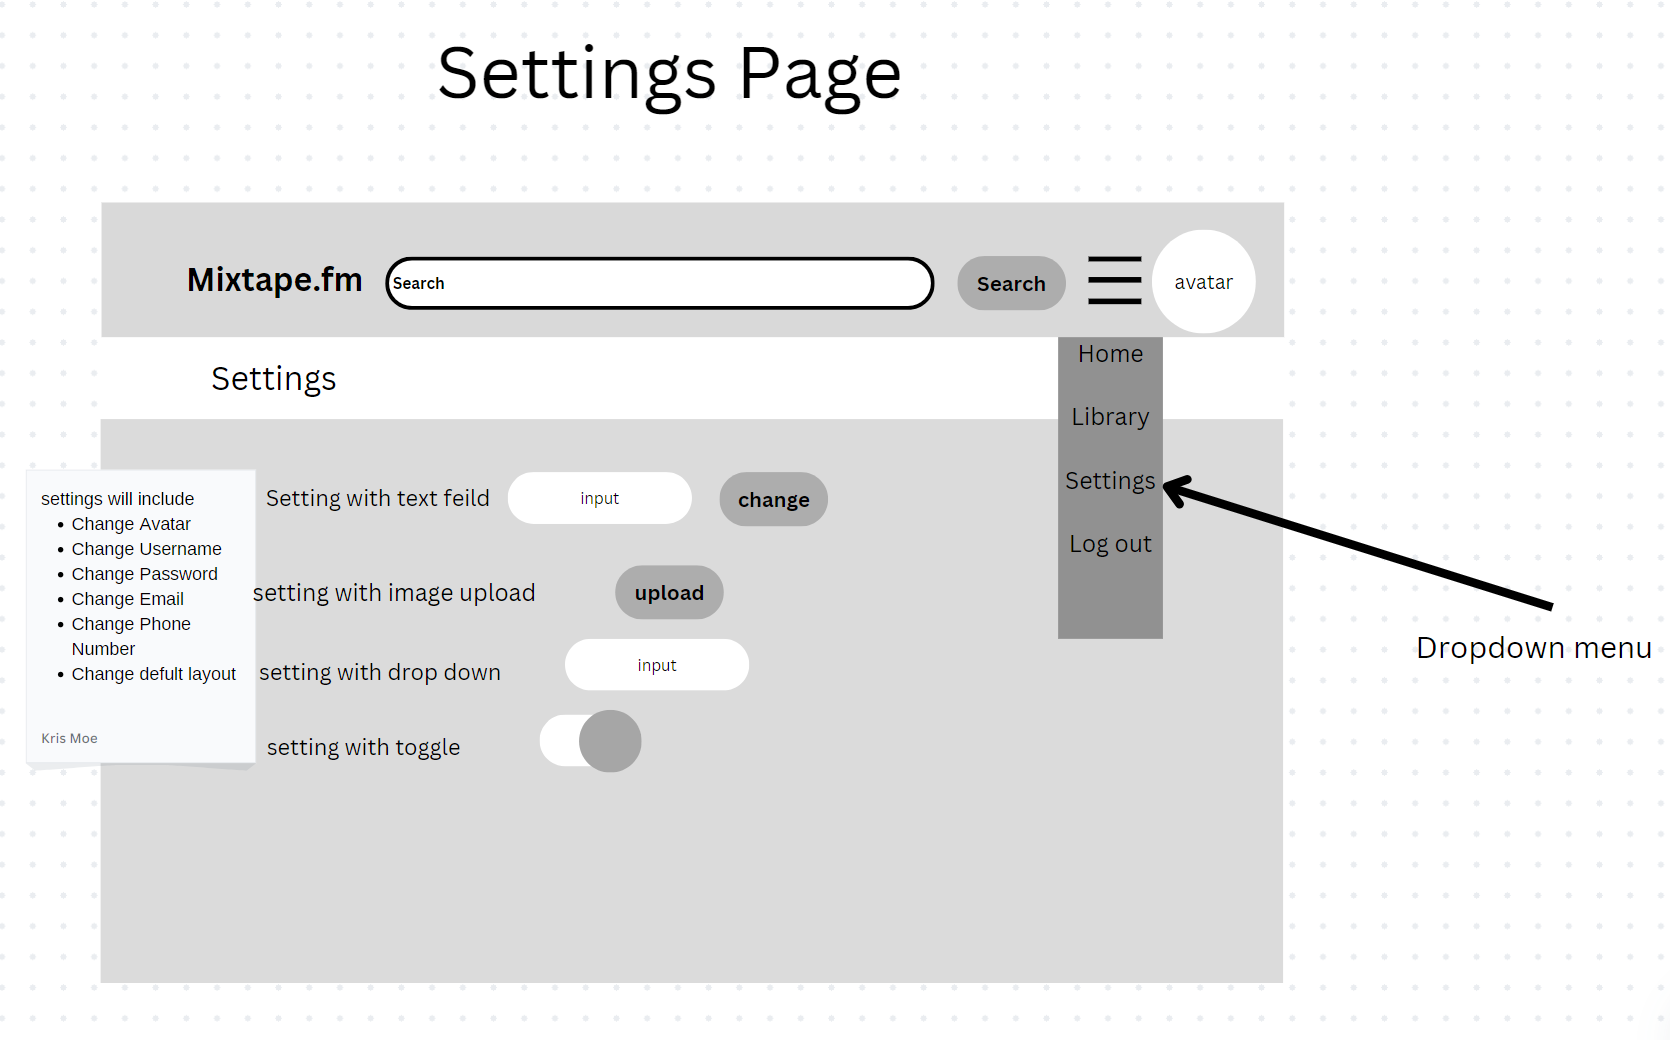 Settings Page
Mixtape.fm
Search
Search
avatar
Home
Library
Settings
Log out
Settings
settings will include
• Change Avatar
• Change Username
• Change Password
• Change Email
• Change Phone
Number
• Change defult layout
Kris Moe
Setting with text feild
input
change
setting with image upload
upload
setting with drop down
input
setting with toggle
Dropdown menu